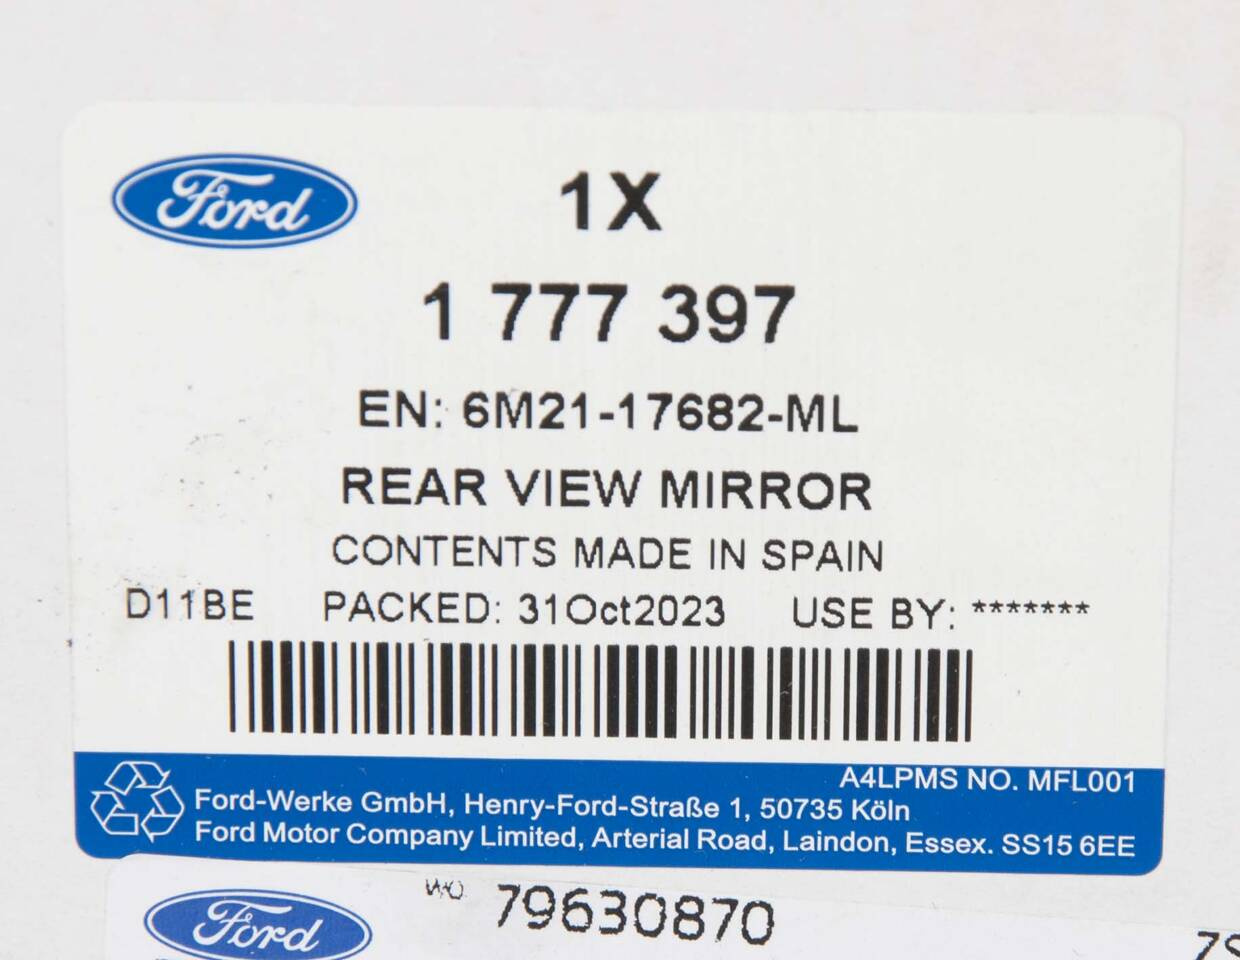 Ford
1X
1 777 397
EN: 6M21-17682-ML
REAR VIEW MIRROR
CONTENTS MADE IN SPAIN
D11BE PACKED: 31Oct2023 USE BY: *******
A4LPMS NO. MFL001
Ford-Werke GmbH, Henry-Ford-Straße 1, 50735 Köln
Ford Motor Company Limited, Arterial Road, Laindon, Essex. SS15 6EE
WO 79630870
Ford